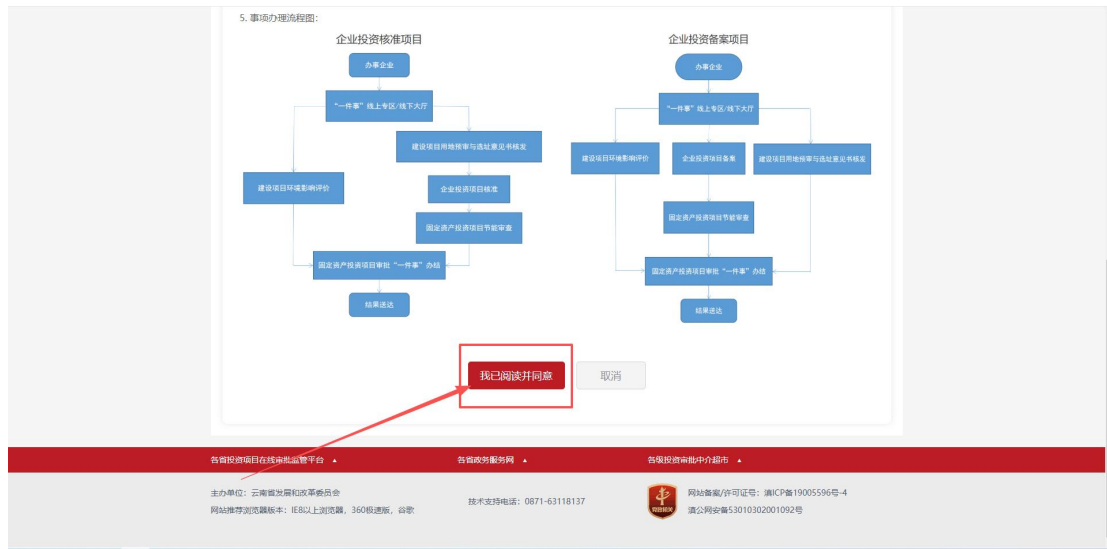 5. 事项办理流程图:
企业投资核准项目
办事企业
“一件事”线上专区/线下大厅
建设项目用地预审与选址意见书核发
建设项目环境影响评价
企业投资项目核准
固定资产投资项目节能审查
固定资产投资项目审批“一件事”办结
结果送达
企业投资备案项目
办事企业
“一件事”线上专区/线下大厅
建设项目环境影响评价
企业投资项目备案
建设项目用地预审与选址意见书核发
固定资产投资项目节能审查
固定资产投资项目审批“一件事”办结
结果送达
我已阅读并同意
取消
各省投资项目在线审批监管平台
各省政务服务网
各级投资审批中介超市
主办单位：云南省发展和改革委员会
网站推荐浏览器版本：IE8以上浏览器，360极速版，谷歌
技术支持电话：0871-63118137
党政机关
网站备案/许可证号：滇ICP备19005596号-4
滇公网安备53010302001092号